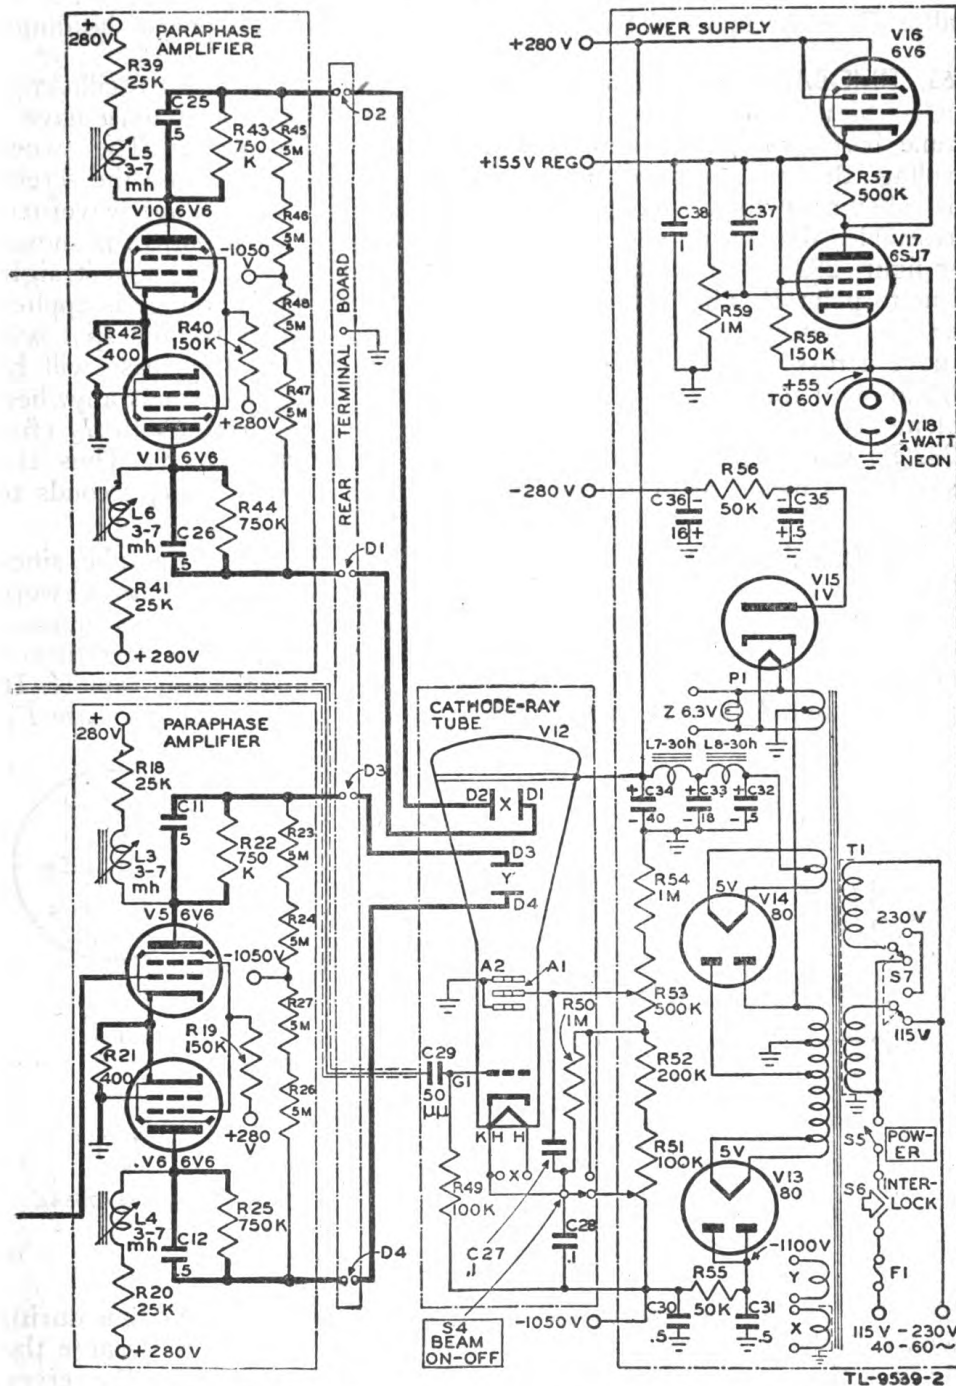 +
280V
PARAPHASE
AMPLIFIER
R39
25K
C25
.5
L5
3-7
mh
R43
750
K
R45
5M
D2
V10 6V6
-1050
V
R46
5M
R42
400
R40
150K
R48
5M
+280V
R47
5M
V11 6V6
L6
3-7
mh
C26
.5
R44
750K
D1
R41
25K
+280V
REAR TERMINAL BOARD
+
280V
PARAPHASE
AMPLIFIER
R18
25K
C11
.5
L3
3-7
mh
R22
750
K
R23
5M
D3
V5 6V6
R24
5M
-1050V
R27
5M
R21
400
R19
150K
R26
5M
+280
V
V6 6V6
L4
3-7
mh
C12
.5
R25
750K
D4
R20
25K
+280V
CATHODE-RAY
TUBE
V12
D2
X
D1
D3
Y
D4
A2
A1
R50
1M
C29
50
μμ
G1
K H H
X
R49
100K
C27
.1
C28
.1
S4
BEAM
ON-OFF
POWER SUPPLY
+280 V
V16
6V6
+155V REG
R57
500K
C38
1
C37
1
V17
6SJ7
R59
1M
R58
150K
+55
TO 60V
V18
1/4 WATT
NEON
-280 V
R56
50K
C36
16
C35
.5
V15
1V
P1
Z 6.3V
L7-30h
L8-30h
C34
40
C33
18
C32
.5
T1
R54
1M
5V
V14
80
230V
S7
R53
500K
115V
R52
200K
S5
POW-
ER
R51
100K
5V
V13
80
S6
INTER-
LOCK
-1100V
R55
50K
C30
.5
C31
.5
Y
X
F1
-1050V
115 V - 230V
40 - 60~
TL-9539-2